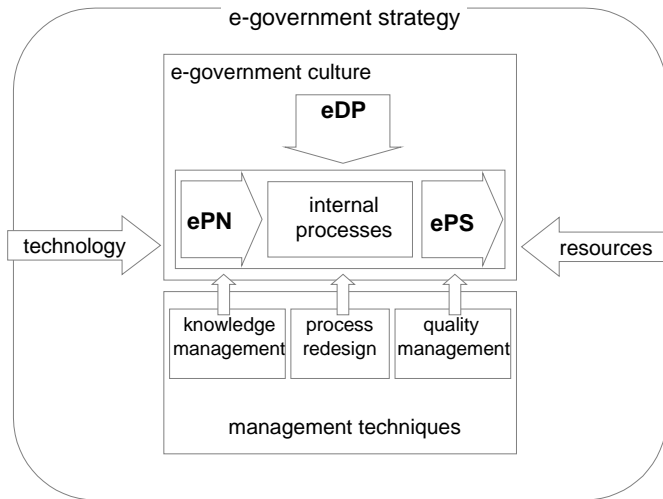 e-government strategy
e-government culture
eDP
ePN
internal
processes
ePS
technology
resources
knowledge
management
process
redesign
quality
management
management techniques